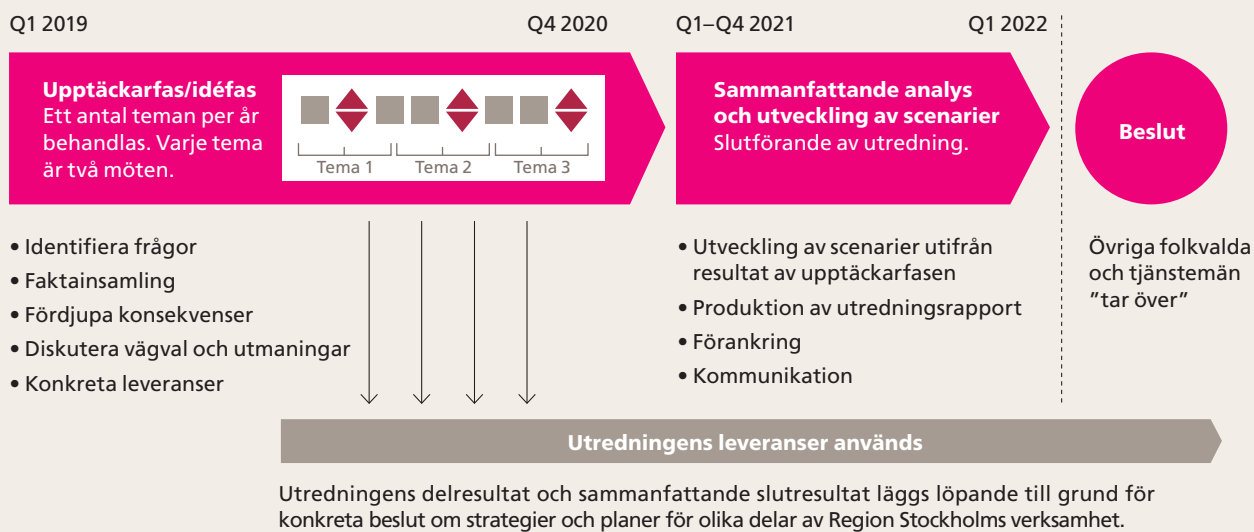 Q1 2019
Q4 2020
Q1–Q4 2021
Q1 2022
Upptäckarfas/idéfas
Ett antal teman per år
behandlas. Varje tema
är två möten.
Tema 1
Tema 2
Tema 3
Sammanfattande analys
och utveckling av scenarier
Slutförande av utredning.
Beslut
• Identifiera frågor
• Faktainsamling
• Fördjupa konsekvenser
• Diskutera vägval och utmaningar
• Konkreta leveranser
• Utveckling av scenarier utifrån
resultat av upptäckarfasen
• Produktion av utredningsrapport
• Förankring
• Kommunikation
Övriga folkvalda
och tjänstemän
”tar över”
Utredningens leveranser används
Utredningens delresultat och sammanfattande slutresultat läggs löpande till grund för
konkreta beslut om strategier och planer för olika delar av Region Stockholms verksamhet.